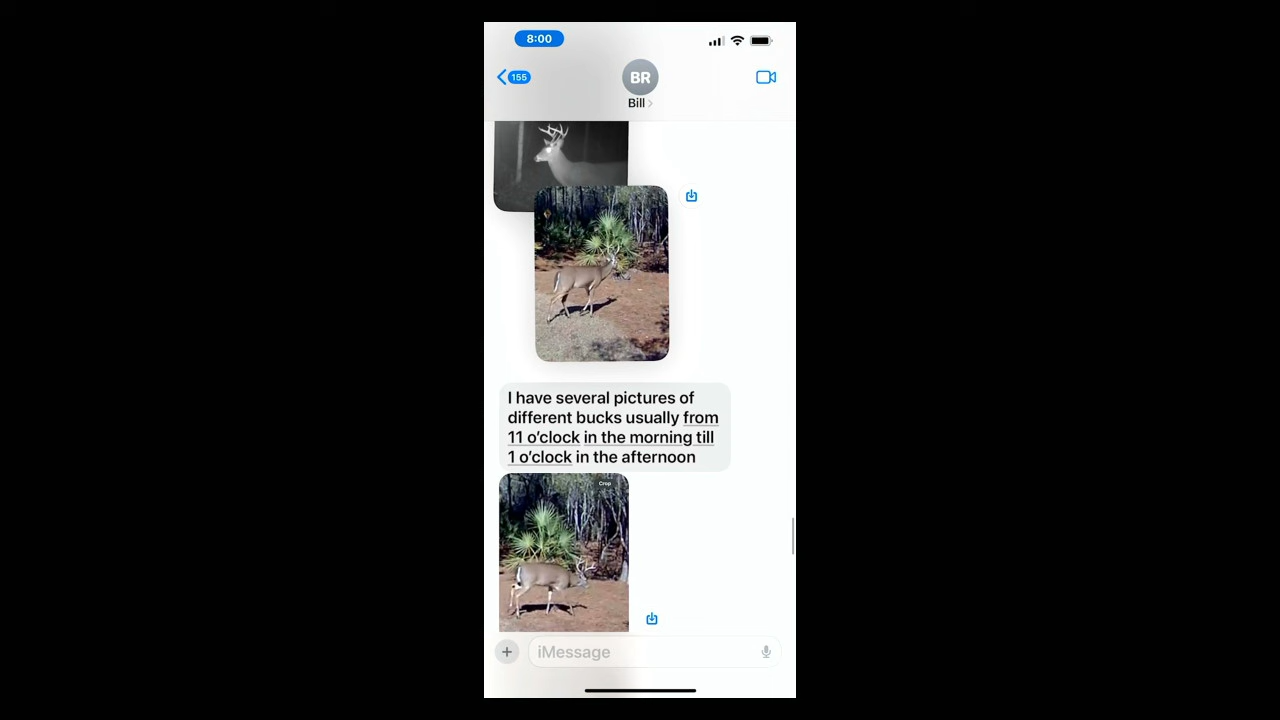 8:00
155
BR
Bill
I have several pictures of
different bucks usually from
11 o'clock in the morning till
1 o'clock in the afternoon
Crop
iMessage